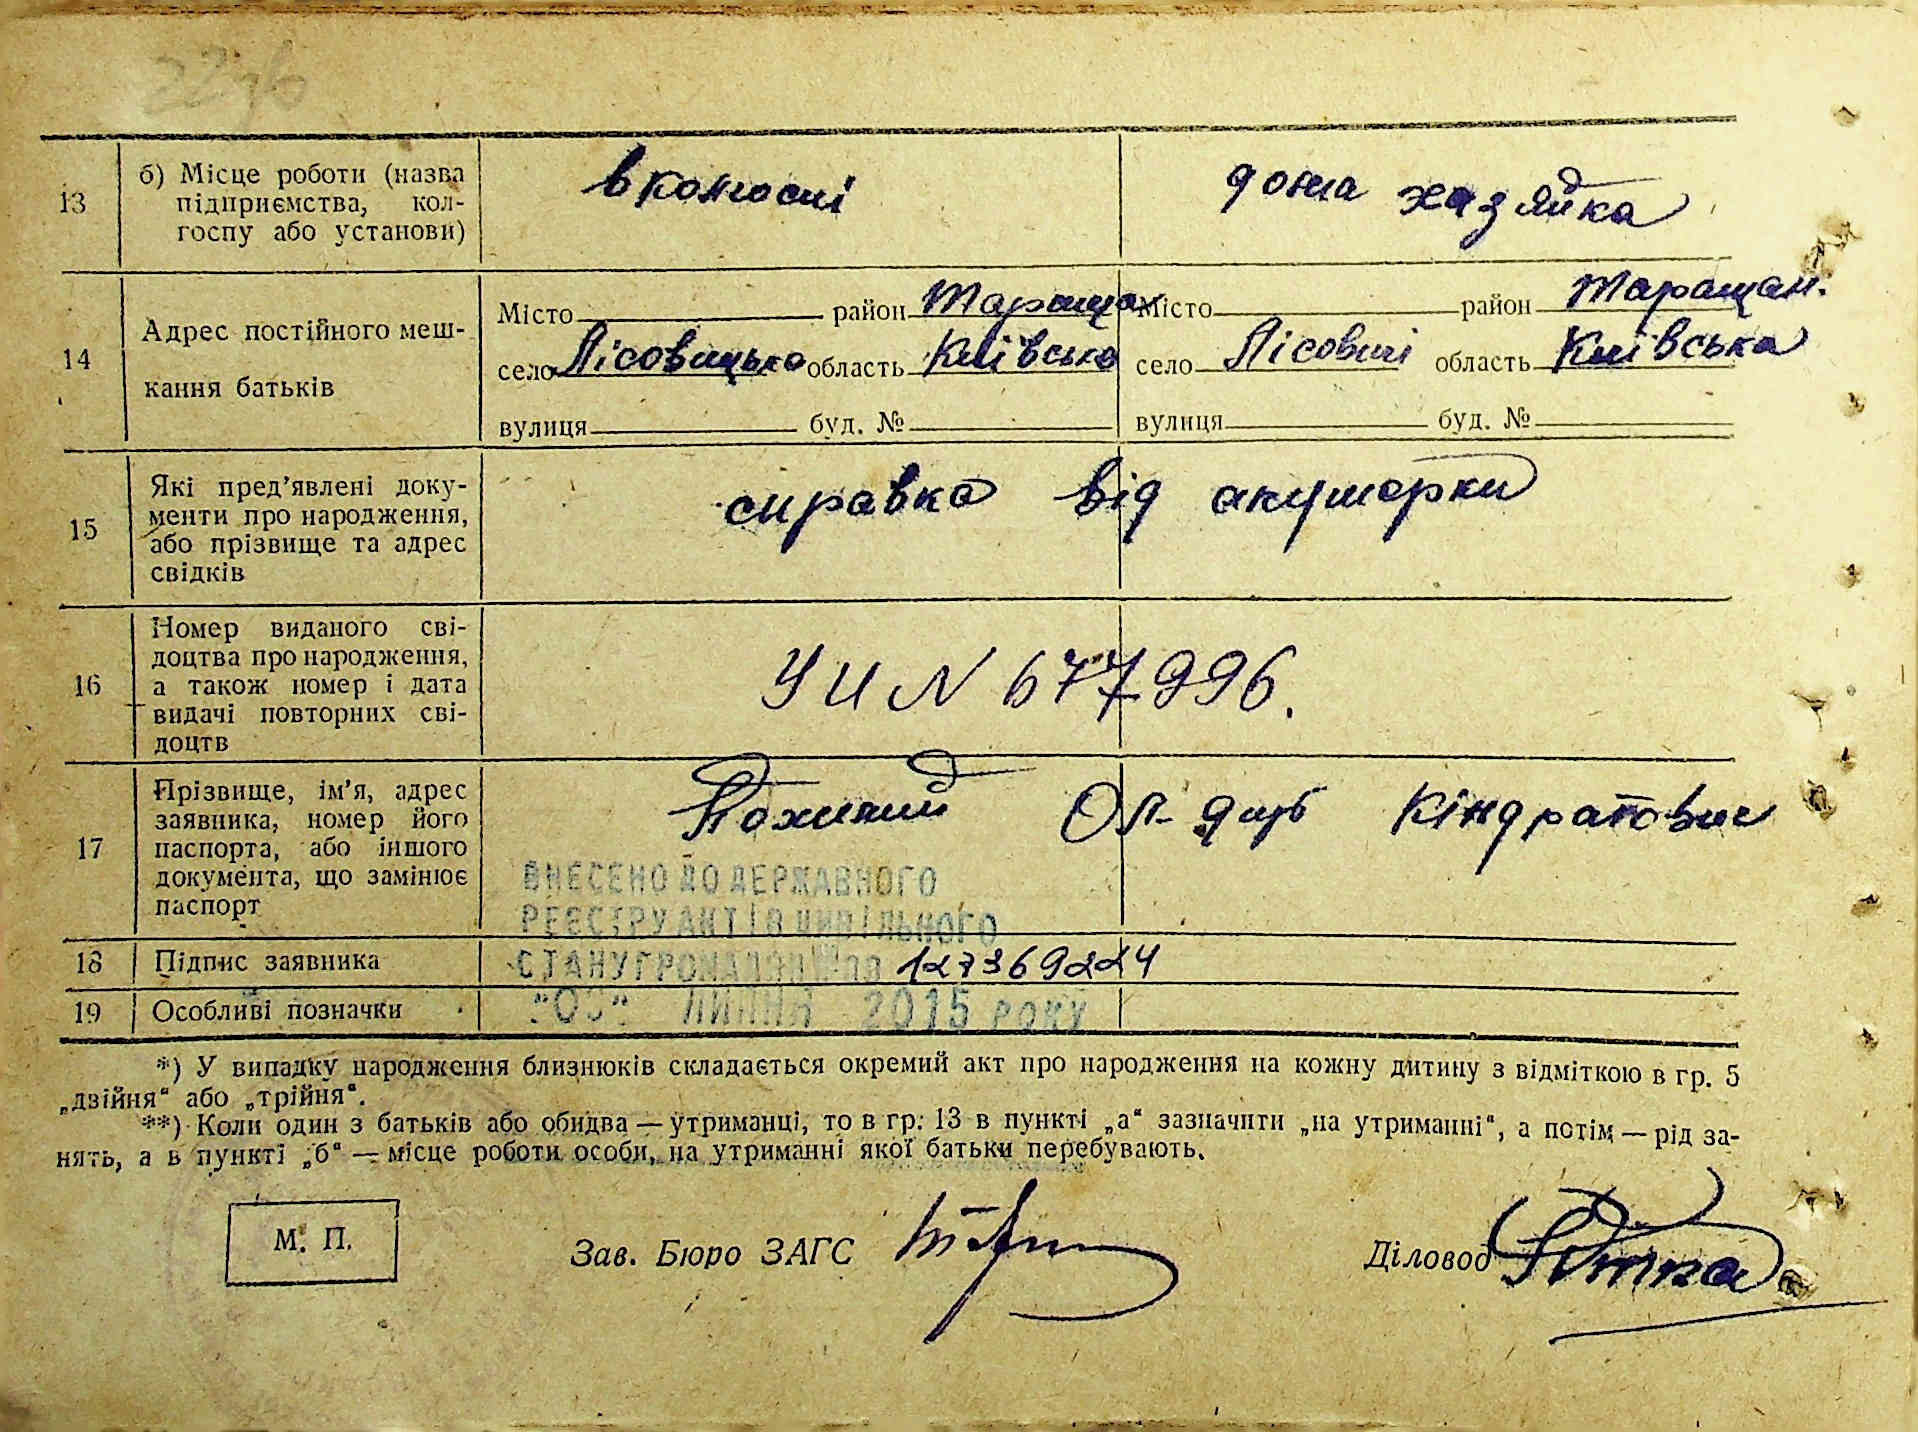 13
б) Місце роботи (назва
підприємства, кол-
госпу або установи)
в колгоспі
дома хазяйка
14
Адрес постійного меш-
кання батьків
Місто район Тараща
село Лісовицька область Київська
вулиця буд. №
Місто район Таращан.
село Лісовичі область Київська
вулиця буд. №
15
Які пред'явлені доку-
менти про народження,
або прізвище та адрес
свідків
справка від акушорки
16
Номер виданого сві-
доцтва про народження,
а також номер і дата
видачі повторних сві-
доцтв
УИ N 677996.
17
Прізвище, ім'я, адрес
заявника, номер його
паспорта, або іншого
документа, що замінює
паспорт
Кіндратович
ВНЕСЕНО ДО ДЕРЖАВНОГО
РЕЄСТРУ АКТІВ ЦИВІЛЬНОГО
СТАНУ ГРОМАДЯН за 127369224
ЛИПНЯ 2015 РОКУ
18
Підпис заявника
19
Особливі позначки
*) У випадку народження близнюків складається окремий акт про народження на кожну дитину з відміткою в гр. 5
„двійня“ або „трійня“.
**) Коли один з батьків або обидва — утриманці, то в гр. 13 в пункті „а“ зазначити „на утриманні“, а потім — рід за-
нять, а в пункті „б“ — місце роботи особи, на утриманні якої батьки перебувають.
М. П.
Зав. Бюро ЗАГС
Діловод